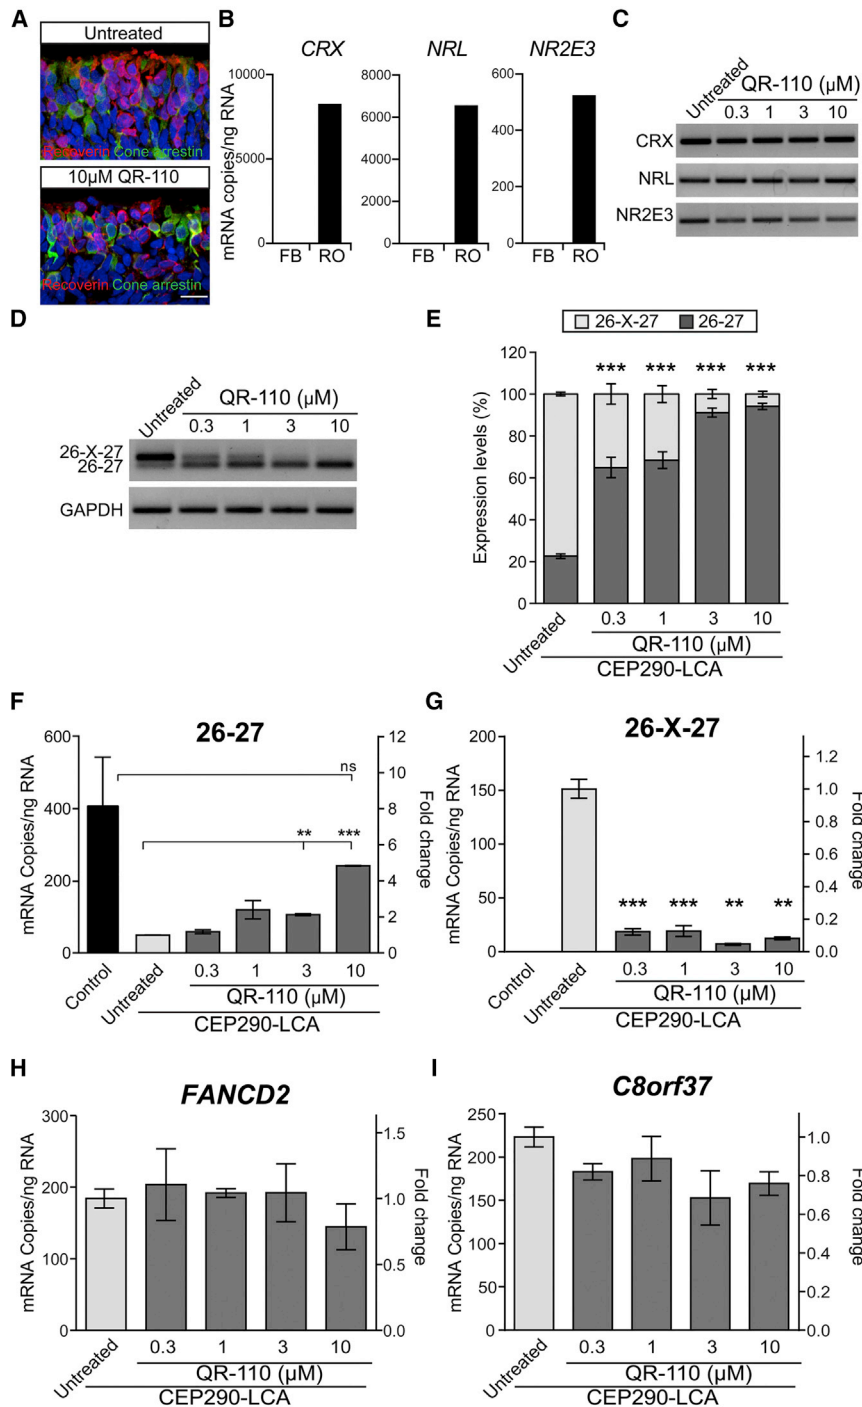 A
Untreated
Recoverin Cone arrestin
10µM QR-110
Recoverin Cone arrestin
B
CRX
NRL
NR2E3
mRNA copies/ng RNA
10000
5000
0
8000
6000
4000
2000
0
600
400
200
0
FB RO
FB RO
FB RO
C
Untreated
QR-110 (µM)
0.3 1 3 10
CRX
NRL
NR2E3
D
Untreated
QR-110 (µM)
0.3 1 3 10
26-X-27
26-27
GAPDH
E
26-X-27 26-27
Expression levels (%)
120
100
80
60
40
20
0
*** *** *** ***
Untreated
0.3 1 3 10
QR-110 (µM)
CEP290-LCA
F
26-27
mRNA Copies/ng RNA
600
400
200
0
ns
** ***
12
10
8
6
4
2
0
Fold change
Control
Untreated
0.3 1 3 10
QR-110 (µM)
CEP290-LCA
G
26-X-27
mRNA Copies/ng RNA
200
150
100
50
0
*** *** ** **
1.2
1.0
0.8
0.6
0.4
0.2
0.0
Fold change
Control
Untreated
0.3 1 3 10
QR-110 (µM)
CEP290-LCA
H
FANCD2
mRNA Copies/ng RNA
300
200
100
0
1.5
1.0
0.5
0.0
Fold change
Untreated
0.3 1 3 10
QR-110 (µM)
CEP290-LCA
I
C8orf37
mRNA Copies/ng RNA
250
200
150
100
50
0
1.0
0.8
0.6
0.4
0.2
0.0
Fold change
Untreated
0.3 1 3 10
QR-110 (µM)
CEP290-LCA